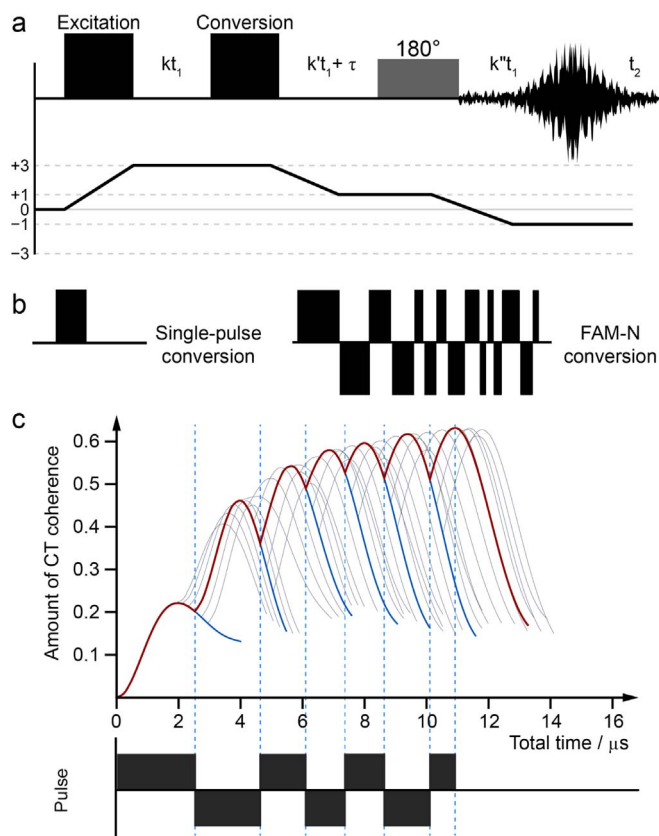 a
Excitation
Conversion
180°
kt₁
k't₁+ τ
k"t₁
t₂
+3
+1
0
−1
−3
b
Single-pulse
conversion
FAM-N
conversion
c
Amount of CT coherence
0.6
0.5
0.4
0.3
0.2
0.1
0 2 4 6 8 10 12 14 16
Total time / μs
Pulse